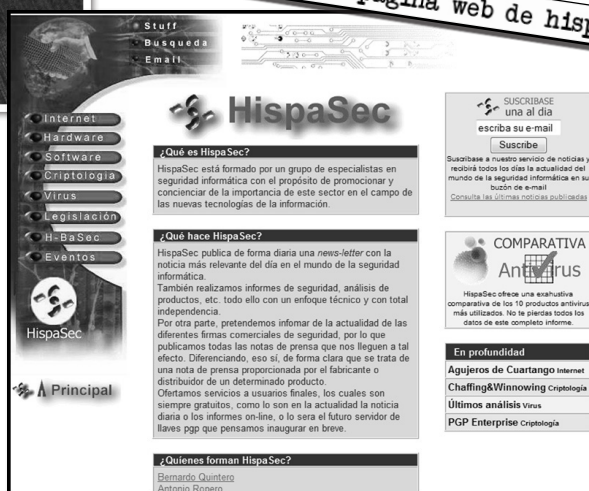 página web de hisp
Stuff
Busqueda
Email
Internet
Hardware
Software
Criptología
Virus
Legislación
H-BaSec
Eventos
HispaSec
Principal
HispaSec
¿Qué es HispaSec?
HispaSec está formado por un grupo de especialistas en
seguridad informática con el propósito de promocionar y
concienciar de la importancia de este sector en el campo de
las nuevas tecnologías de la información.
¿Qué hace HispaSec?
HispaSec publica de forma diaria una news-letter con la
noticia más relevante del día en el mundo de la seguridad
informática.
También realizamos informes de seguridad, análisis de
productos, etc. todo ello con un enfoque técnico y con total
independencia.
Por otra parte, pretendemos infomar de la actualidad de las
diferentes firmas comerciales de seguridad, por lo que
publicamos todas las notas de prensa que nos lleguen a tal
efecto. Diferenciando, eso sí, de forma clara que se trata de
una nota de prensa proporcionada por el fabricante o
distribuidor de un determinado producto.
Ofertamos servicios a usuarios finales, los cuales son
siempre gratuitos, como lo son en la actualidad la noticia
diaria o los informes on-line, o lo sera el futuro servidor de
llaves pgp que pensamos inaugurar en breve.
¿Quienes forman HispaSec?
Bernardo Quintero
Antonio Ropero
SUSCRIBASE
una al dia
escriba su e-mail
Suscribe
Suscribase a nuestro servicio de noticias y
recibirá todos los días la actualidad del
mundo de la seguridad informática en su
buzón de e-mail
Consulta las últimas noticias publicadas
COMPARATIVA
Antivirus
HispaSec ofrece una exahustiva
comparativa de los 10 productos antivirus
más utilizados. No te pierdas todos los
datos de este completo informe.
En profundidad
Agujeros de Cuartango Internet
Chaffing&Winnowing Criptología
Últimos análisis Virus
PGP Enterprise Criptología